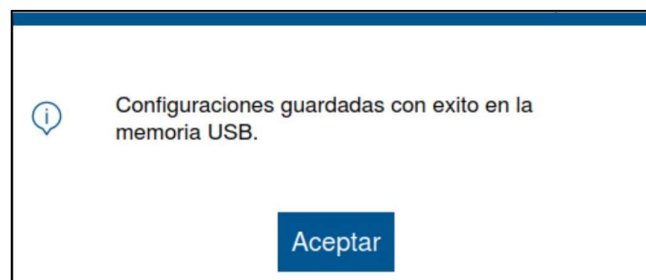 Configuraciones guardadas con exito en la
memoria USB.
Aceptar